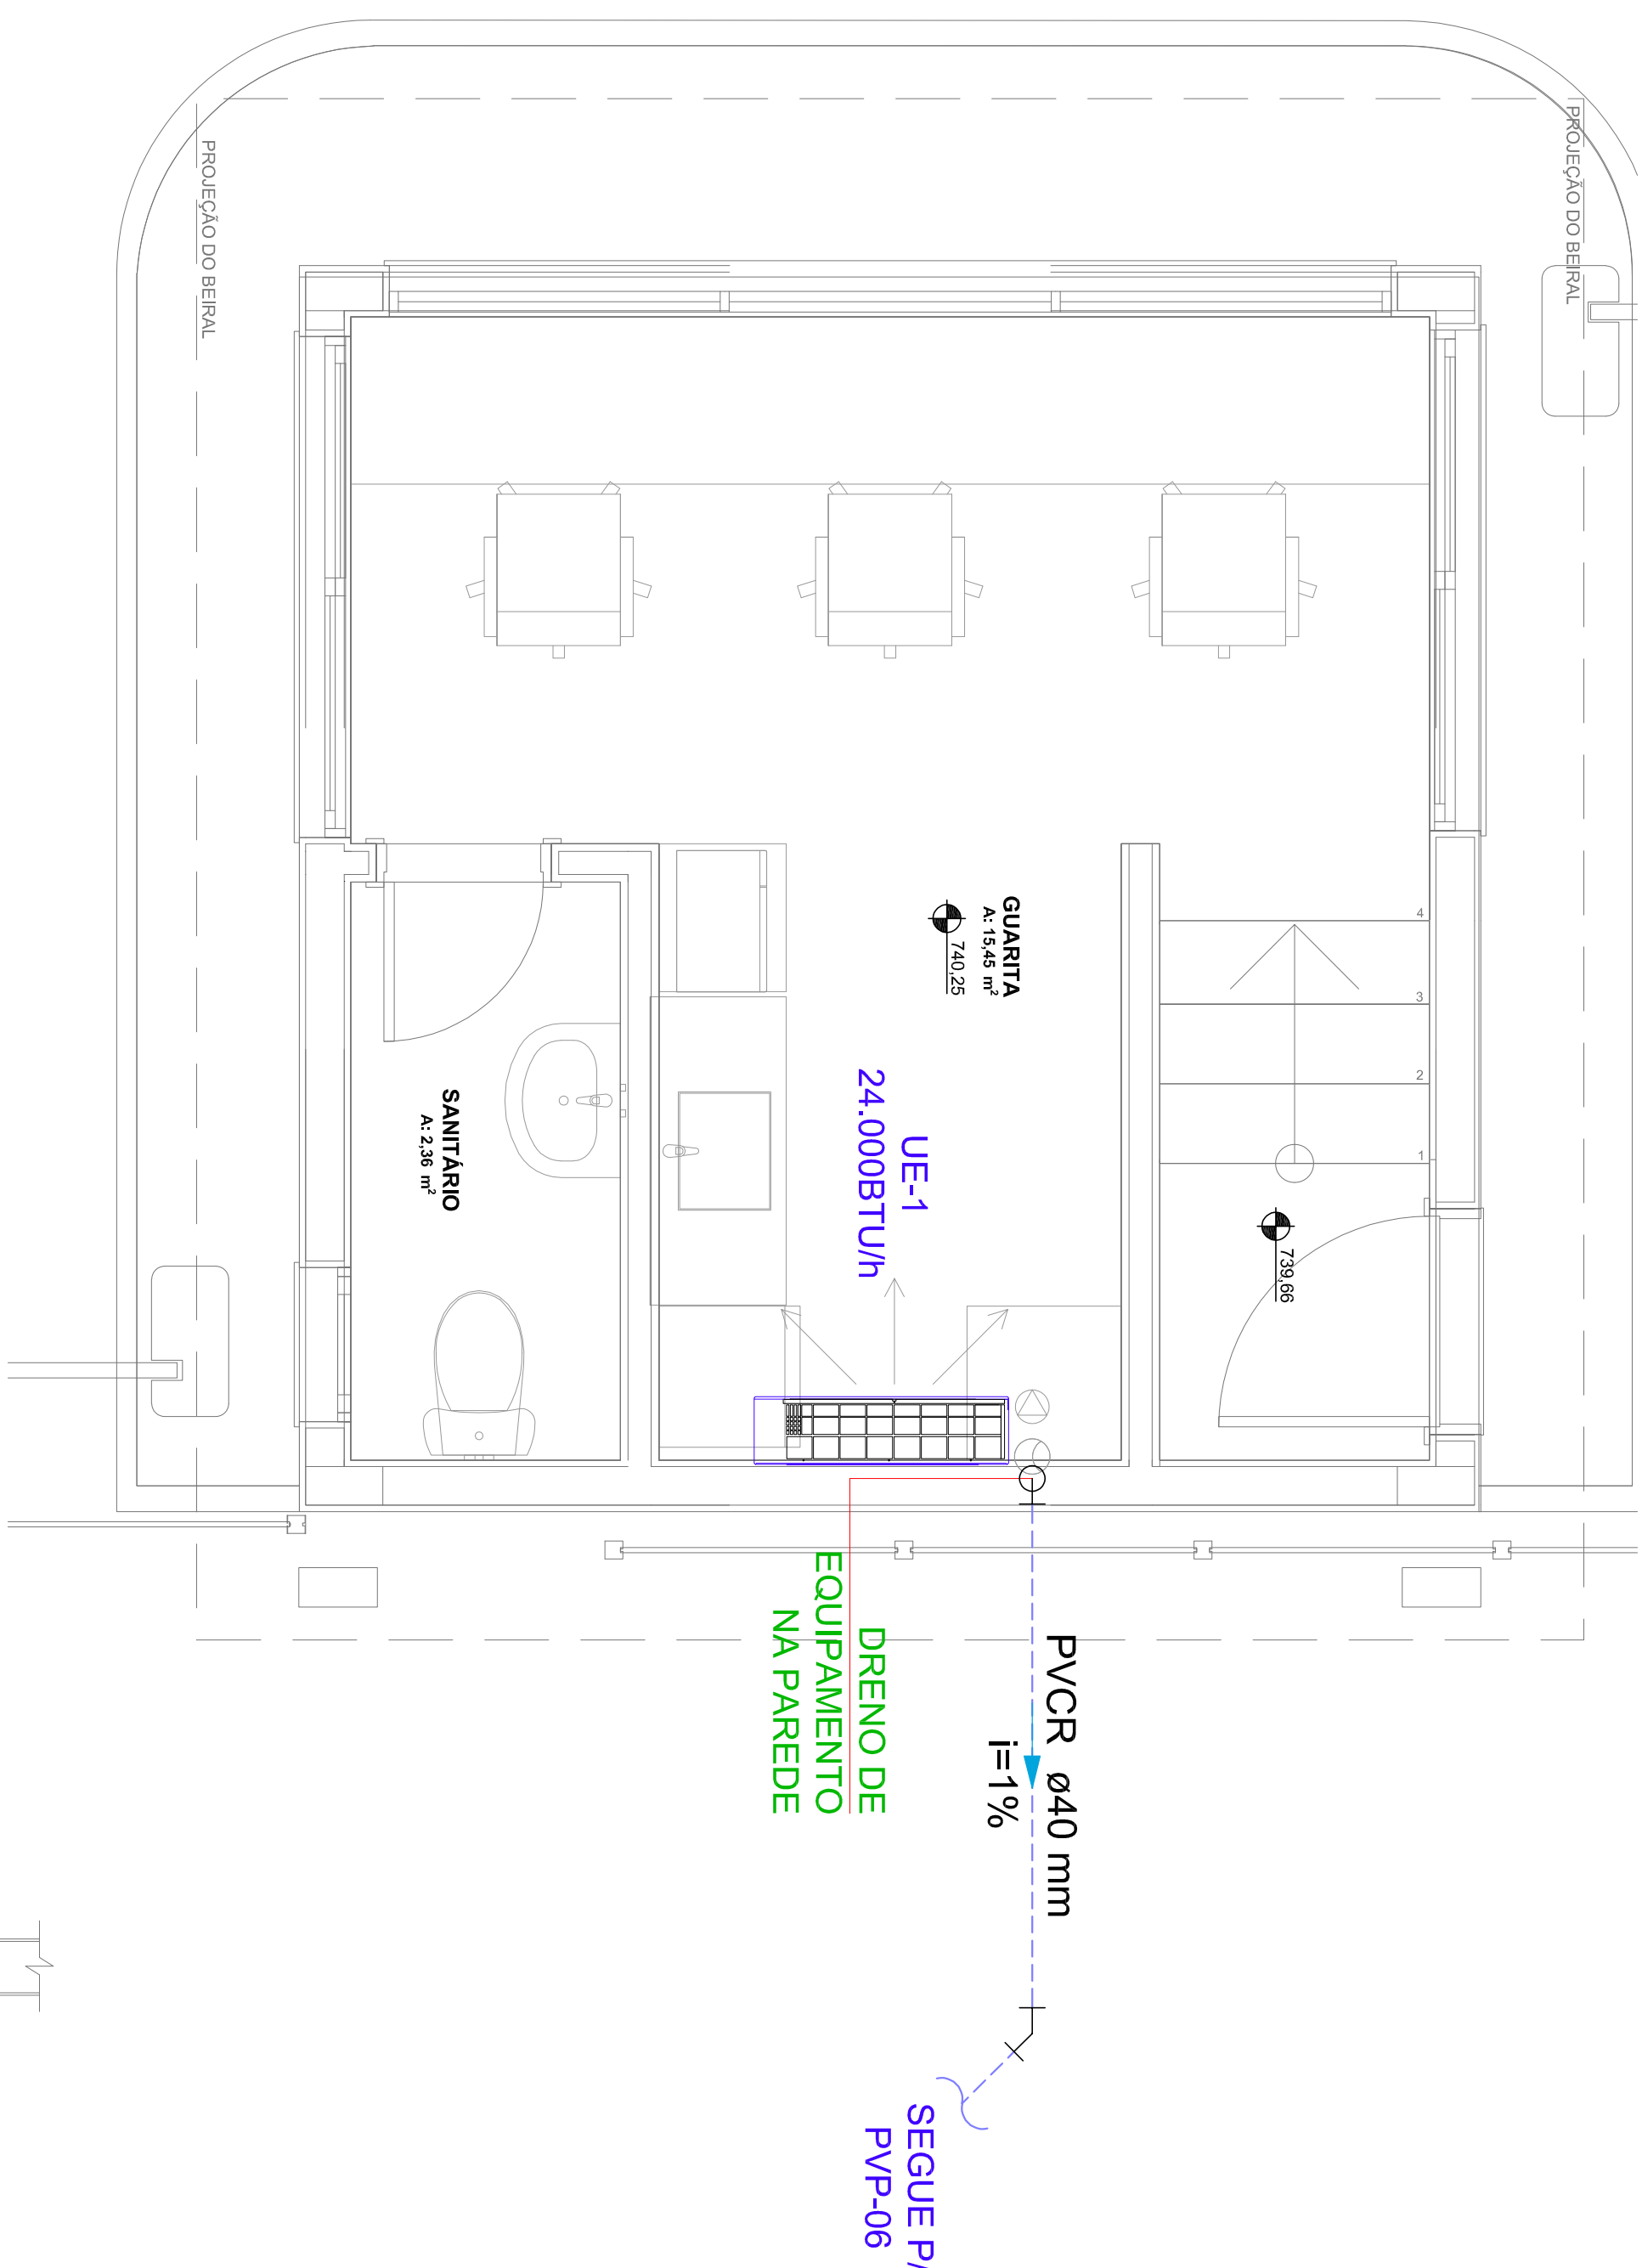 PROJEÇÃO DO BEIRAL
PROJEÇÃO DO BEIRAL
GUARITA
A: 15,45 m²
740,25
4
3
2
1
739,66
SANITÁRIO
A: 2,36 m²
UE-1
24.000BTU/h
DRENO DE
EQUIPAMENTO
NA PAREDE
PVCR ø40 mm
i=1%
SEGUE P/
PVP-06